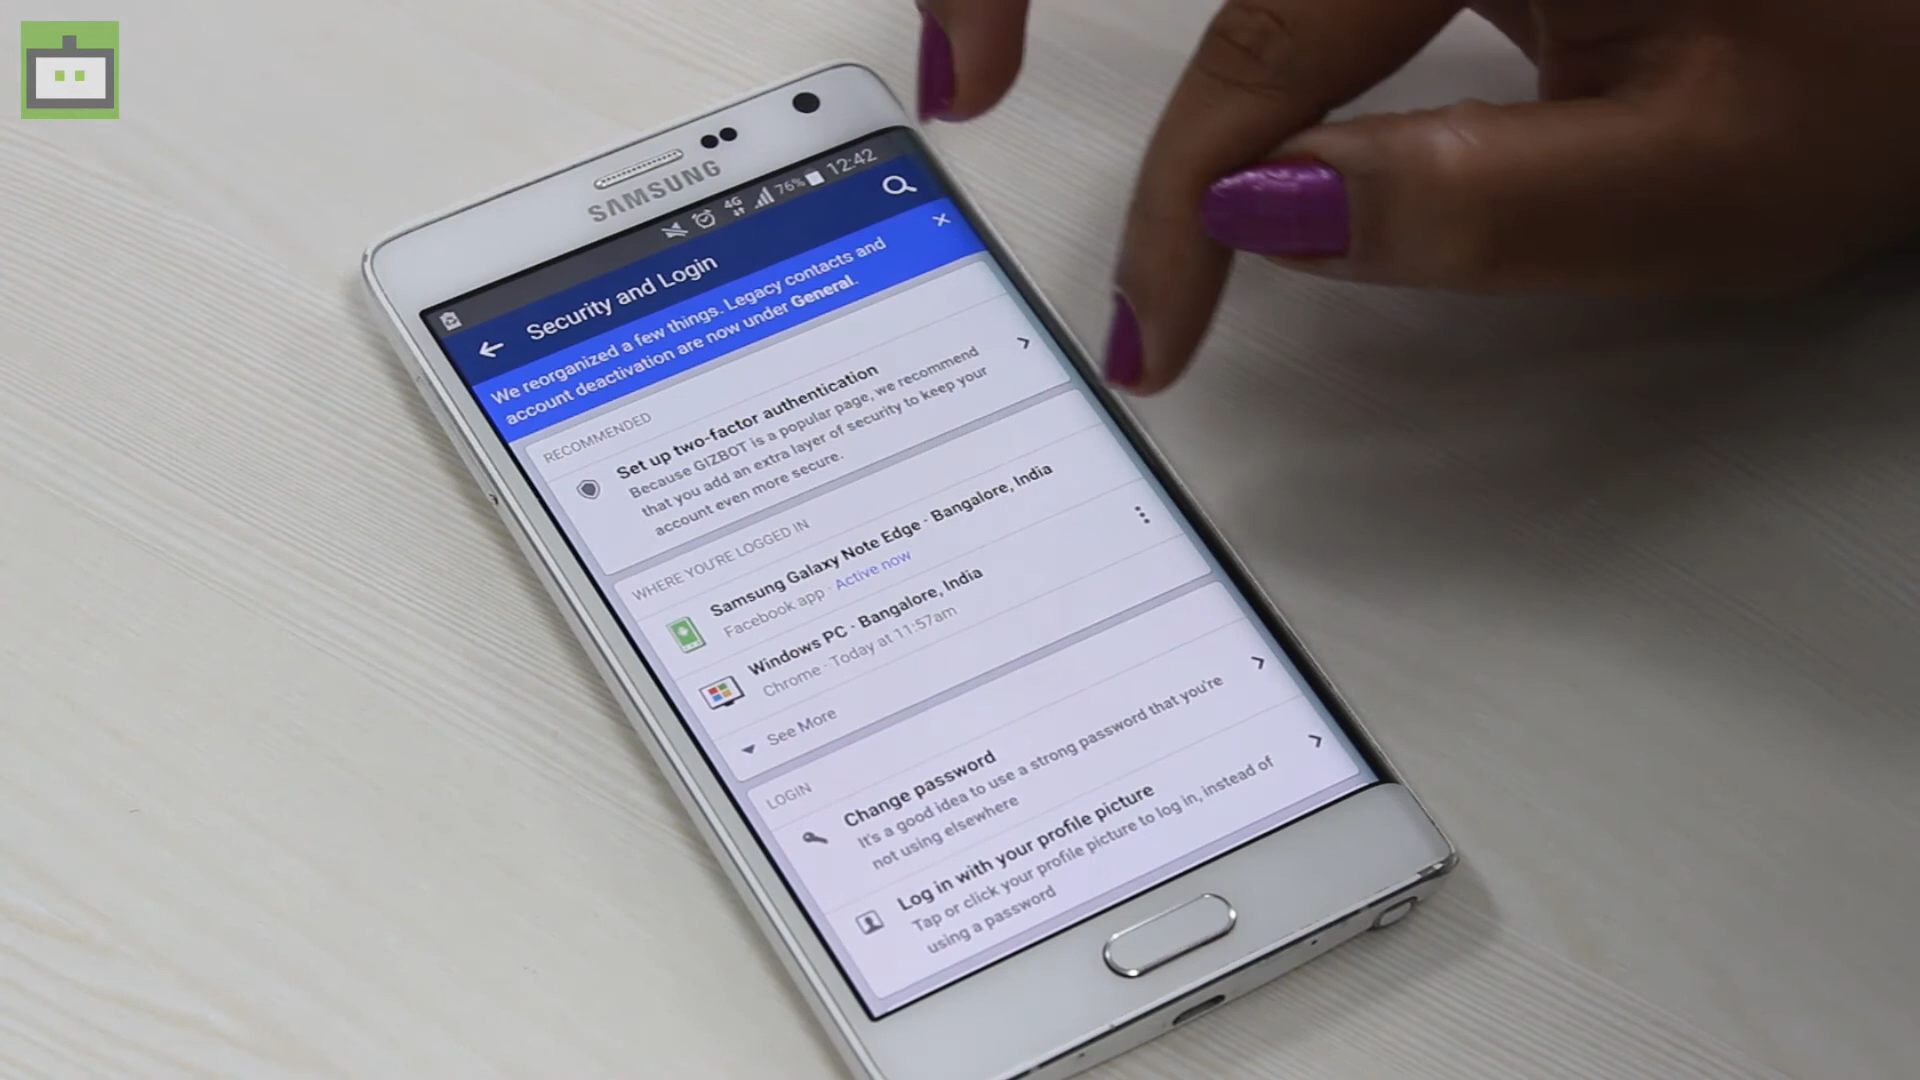 SAMSUNG
4G 76% 12:42
Security and Login
We reorganized a few things. Legacy contacts and
account deactivation are now under General.
RECOMMENDED
Set up two-factor authentication
Because GIZBOT is a popular page, we recommend
that you add an extra layer of security to keep your
account even more secure.
WHERE YOU'RE LOGGED IN
Samsung Galaxy Note Edge · Bangalore, India
Facebook app · Active now
Windows PC · Bangalore, India
Chrome · Today at 11:57am
See More
LOGIN
Change password
It's a good idea to use a strong password that you're
not using elsewhere
Log in with your profile picture
Tap or click your profile picture to log in, instead of
using a password